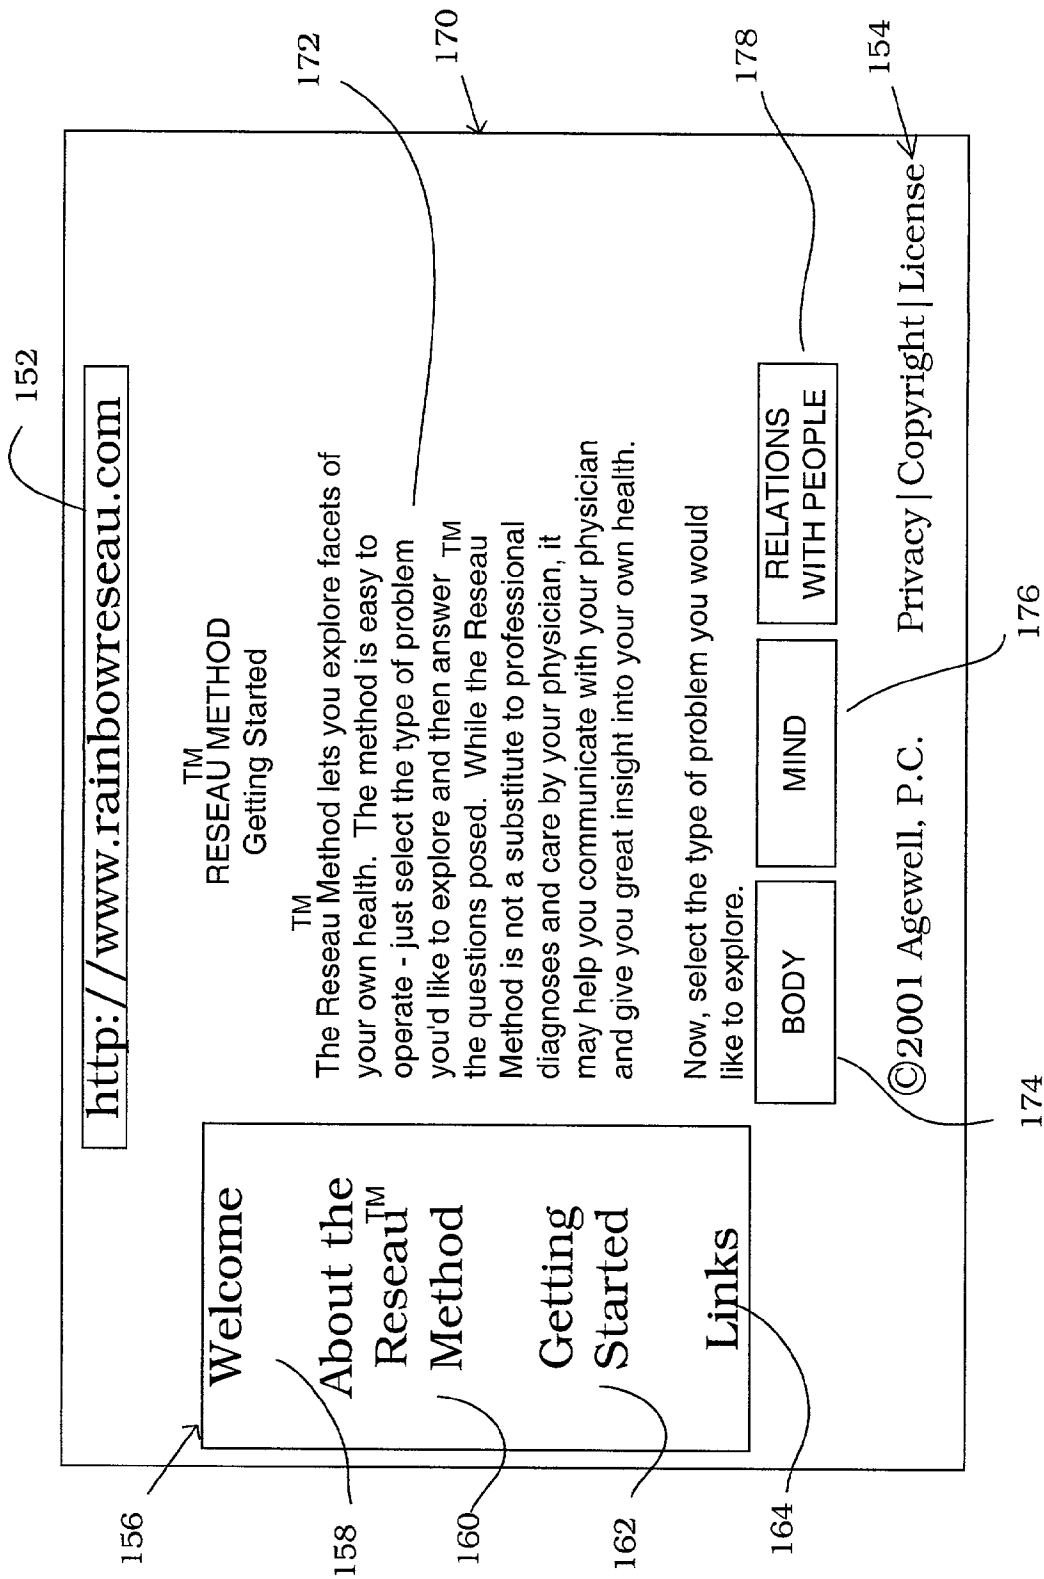 152
http://www.rainbowreseau.com
TM
RESEAU METHOD
Getting Started
172
170
TM
The Reseau Method lets you explore facets of
your own health. The method is easy to
operate - just select the type of problem
you'd like to explore and then answer TM
the questions posed. While the Reseau
Method is not a substitute to professional
diagnoses and care by your physician, it
may help you communicate with your physician
and give you great insight into your own health.
Now, select the type of problem you would
like to explore.
BODY
MIND
RELATIONS
WITH PEOPLE
178
©2001 Agewell, P.C.
Privacy | Copyright | License
154
174
176
156
Welcome
158
About the
Reseau TM
Method
160
Getting
Started
162
Links
164